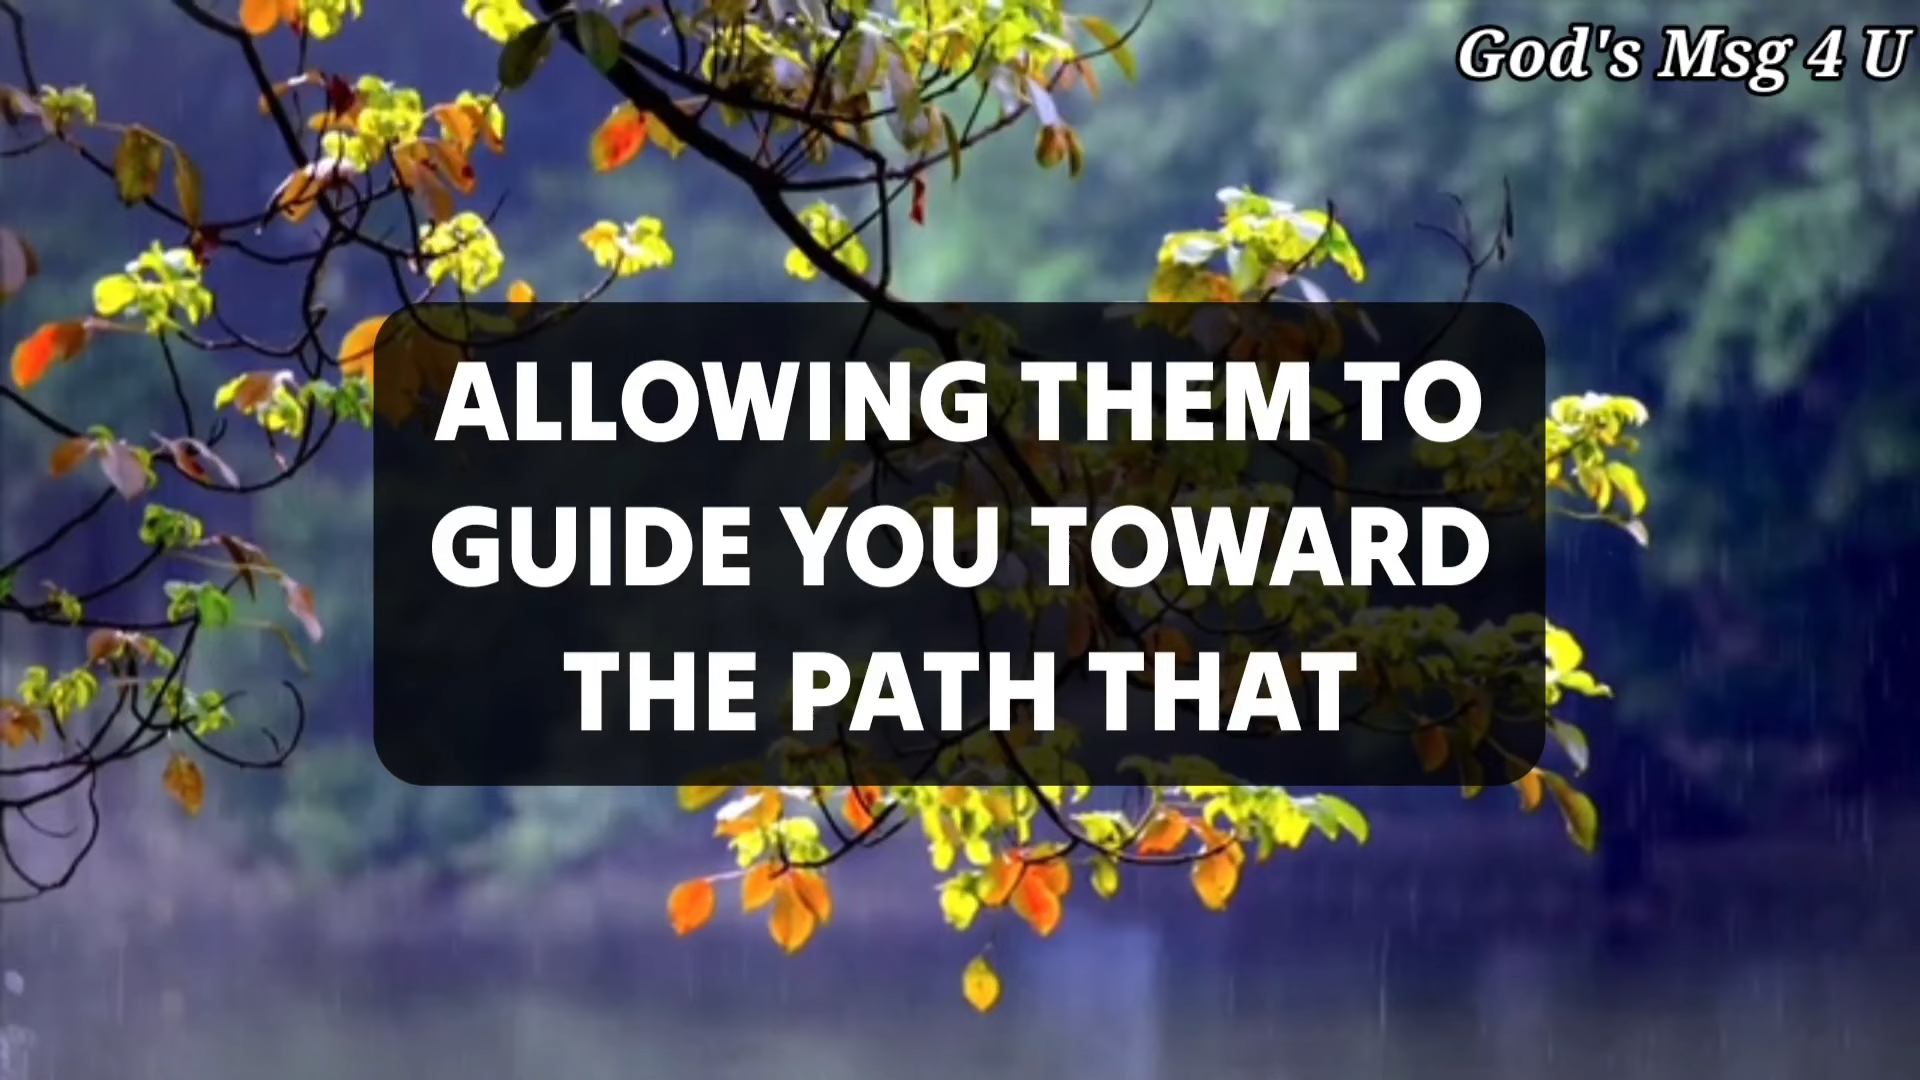 God's Msg 4 U
ALLOWING THEM TO
GUIDE YOU TOWARD
THE PATH THAT